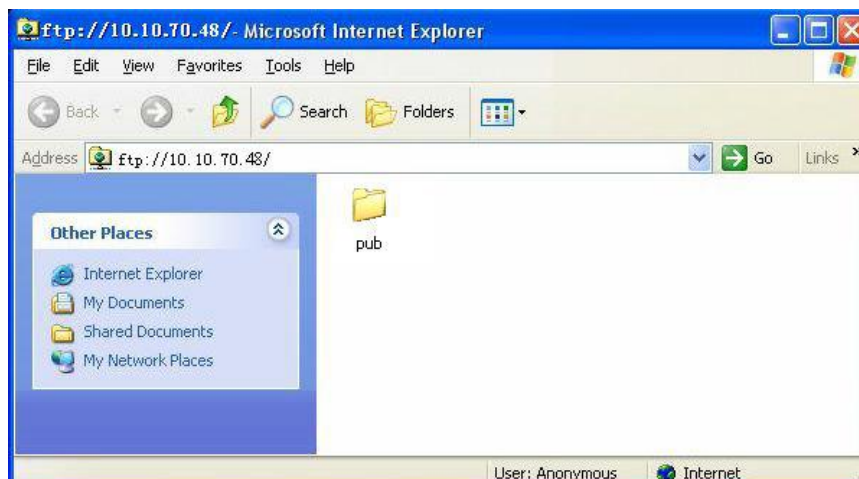 ftp://10.10.70.48/- Microsoft Internet Explorer
File Edit View Favorites Tools Help
Back Search Folders
Address ftp://10.10.70.48/ Go Links »
Other Places
Internet Explorer
My Documents
Shared Documents
My Network Places
pub
User: Anonymous Internet